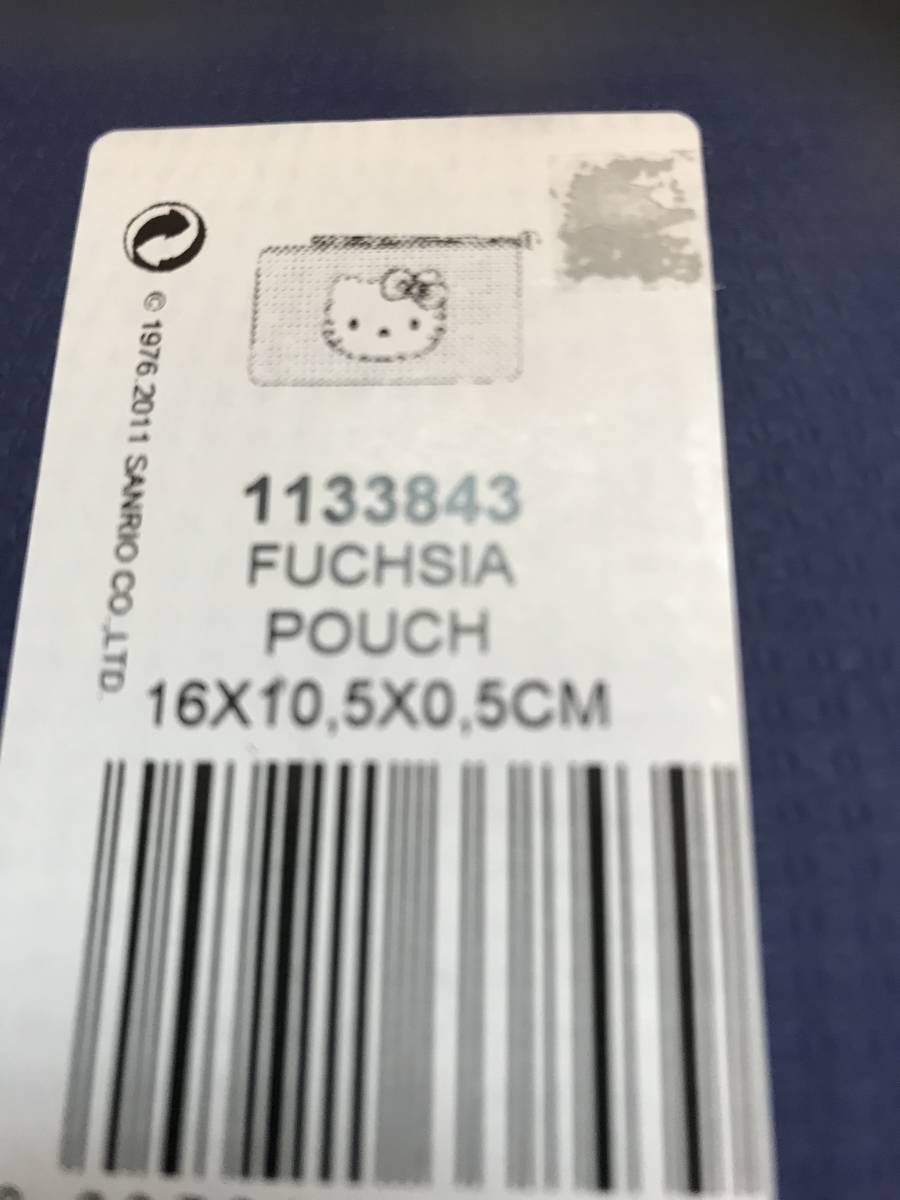 © 1976.2011 SANRIO CO.,LTD.
1133843
FUCHSIA
POUCH
16X10,5X0,5CM